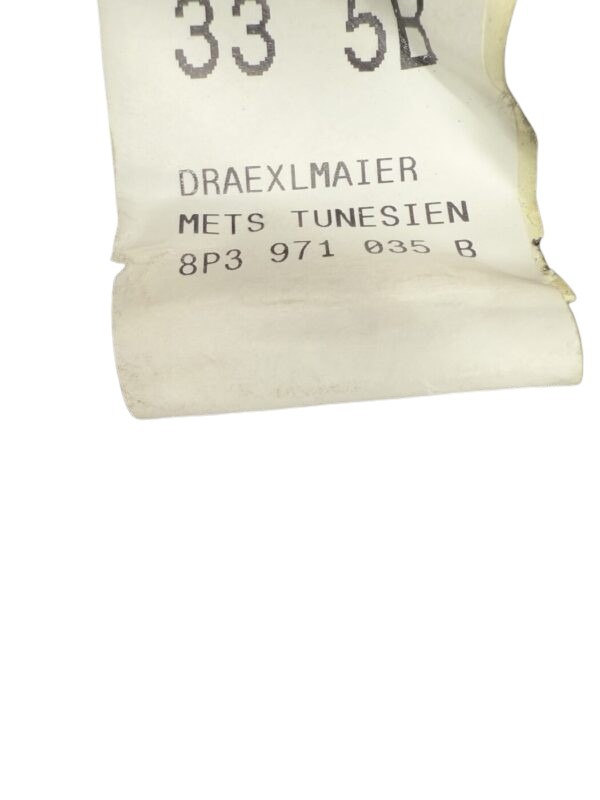 33 5B
DRAEXLMAIER
METS TUNESIEN
8P3 971 035 B